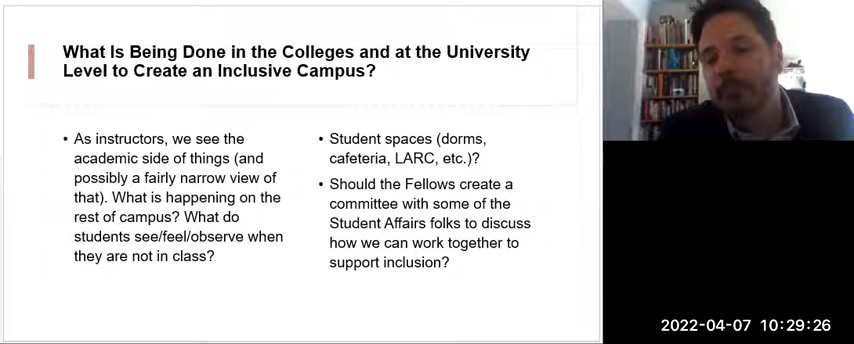 What Is Being Done in the Colleges and at the University
Level to Create an Inclusive Campus?
• As instructors, we see the
academic side of things (and
possibly a fairly narrow view of
that). What is happening on the
rest of campus? What do
students see/feel/observe when
they are not in class?
• Student spaces (dorms,
cafeteria, LARC, etc.)?
• Should the Fellows create a
committee with some of the
Student Affairs folks to discuss
how we can work together to
support inclusion?
2022-04-07 10:29:26